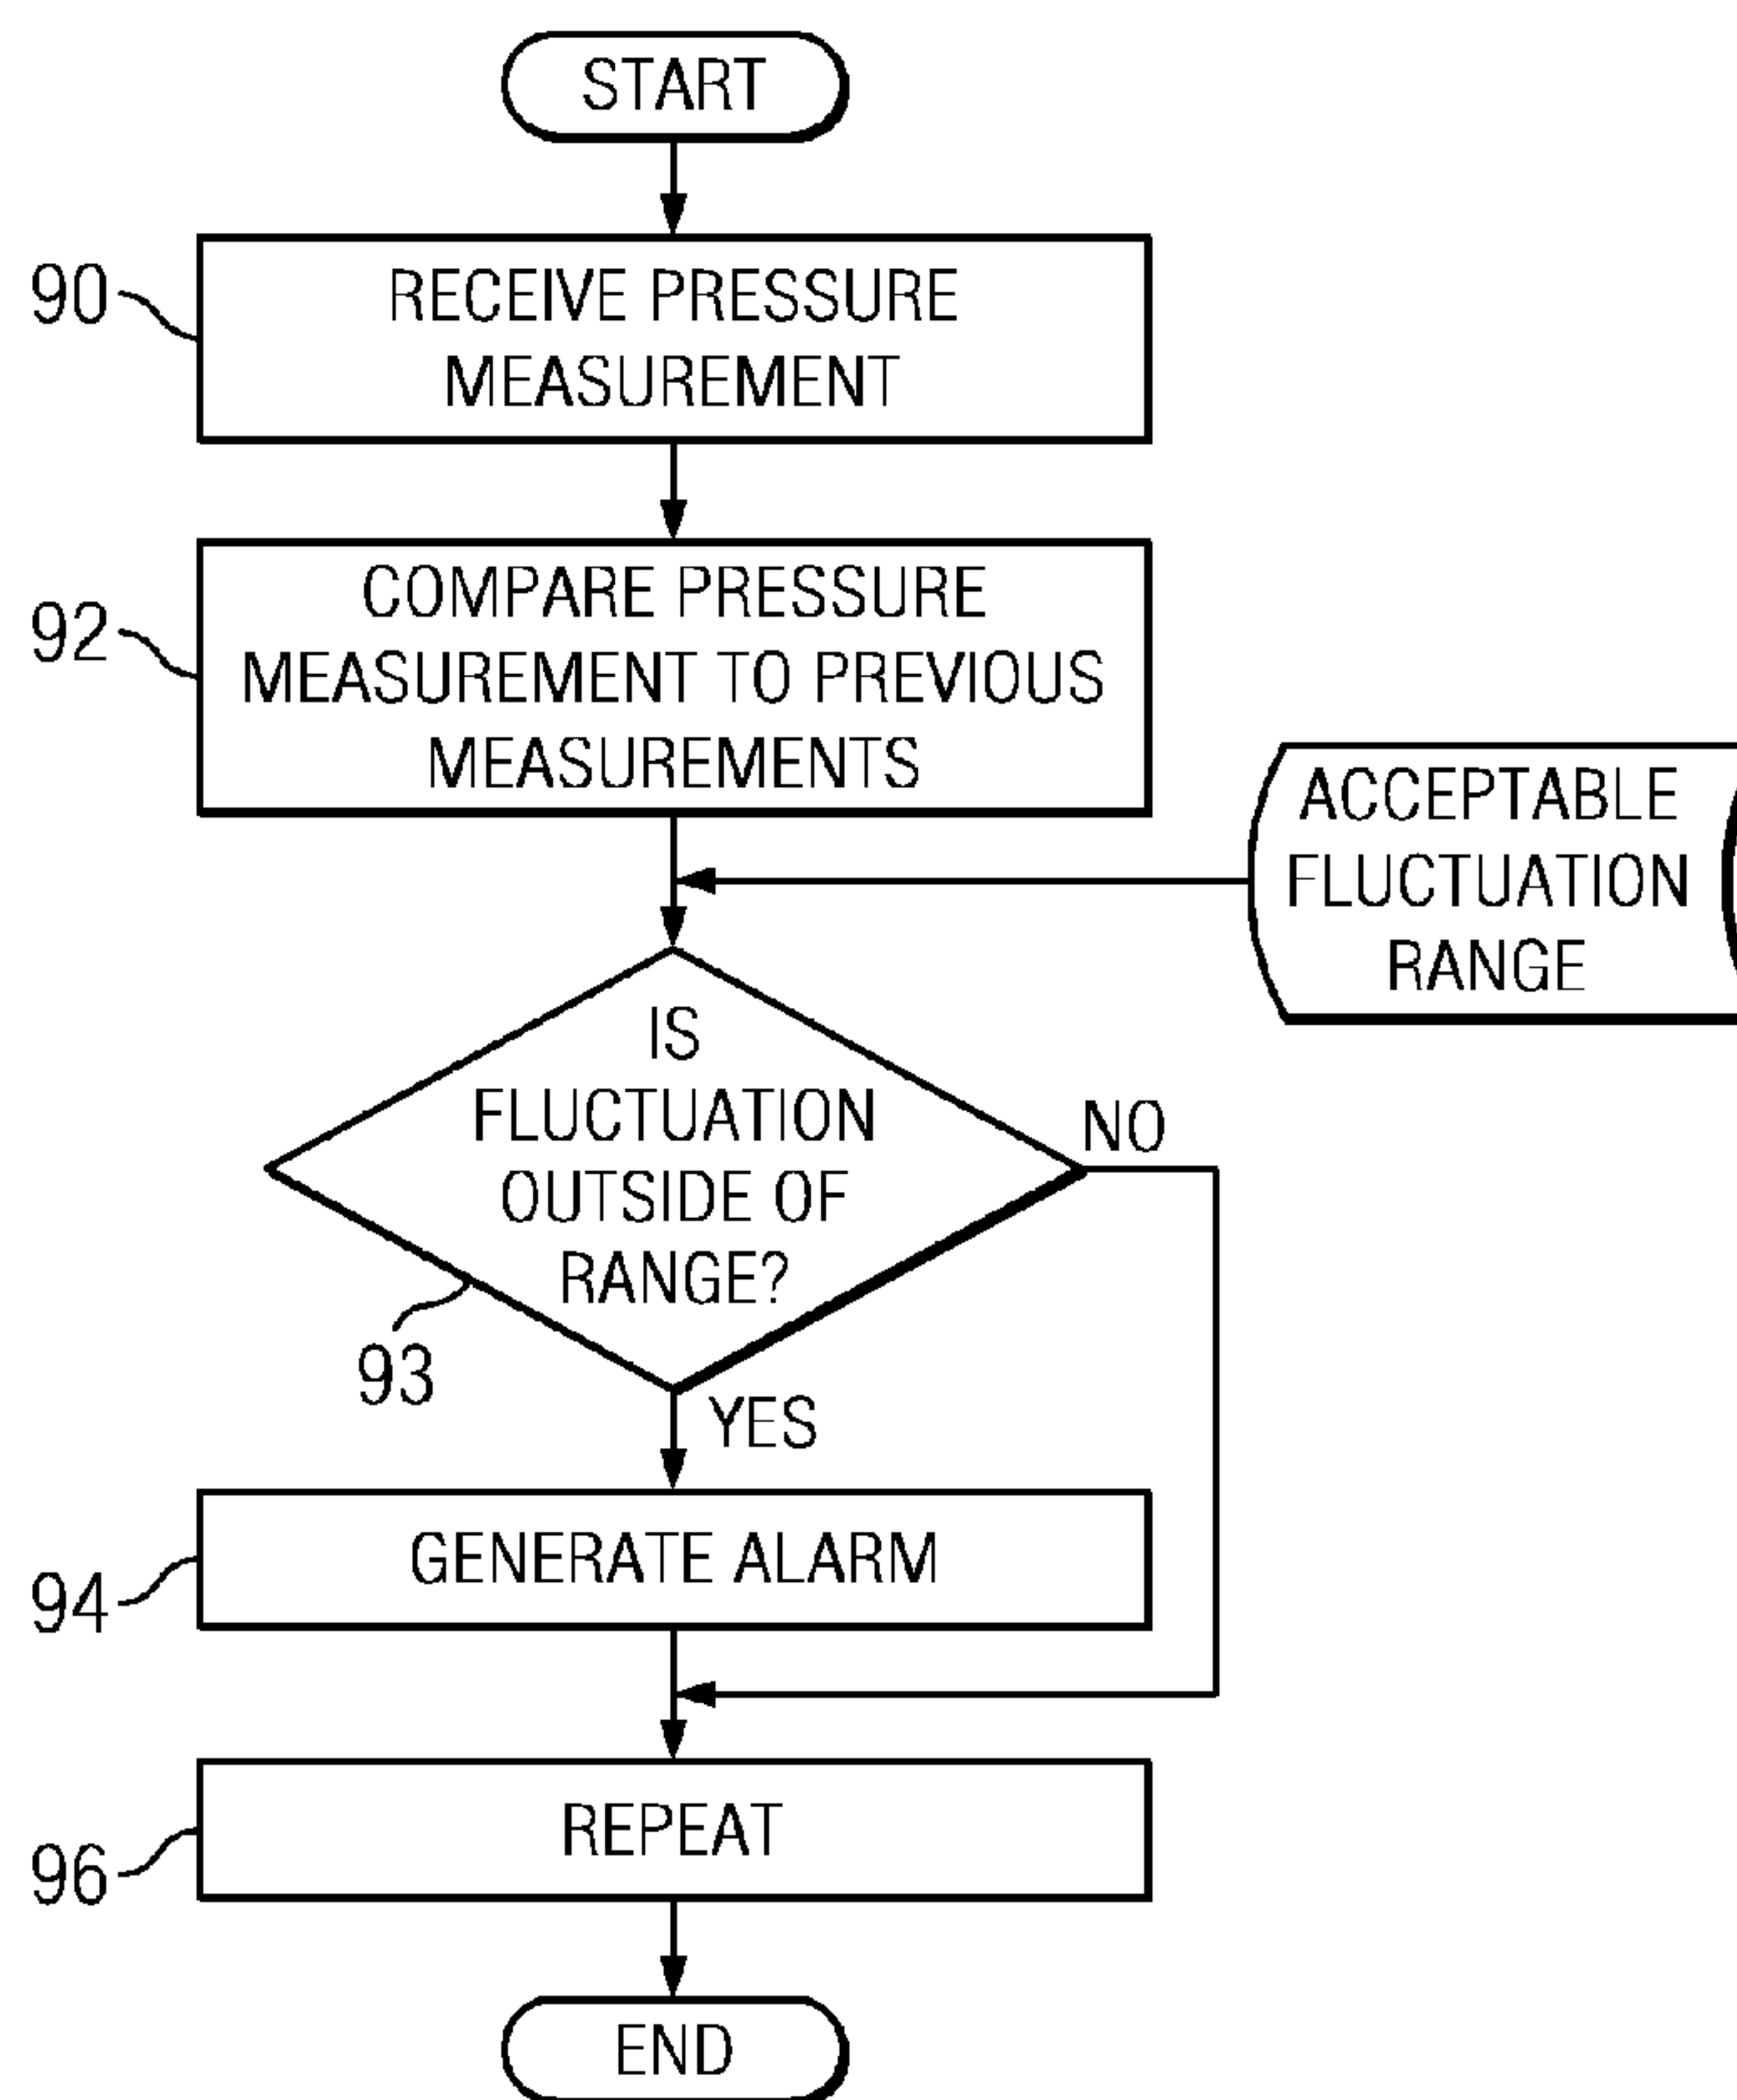 START
90
RECEIVE PRESSURE
MEASUREMENT
92
COMPARE PRESSURE
MEASUREMENT TO PREVIOUS
MEASUREMENTS
ACCEPTABLE
FLUCTUATION
RANGE
IS
FLUCTUATION
OUTSIDE OF
RANGE?
NO
93
YES
94
GENERATE ALARM
96
REPEAT
END